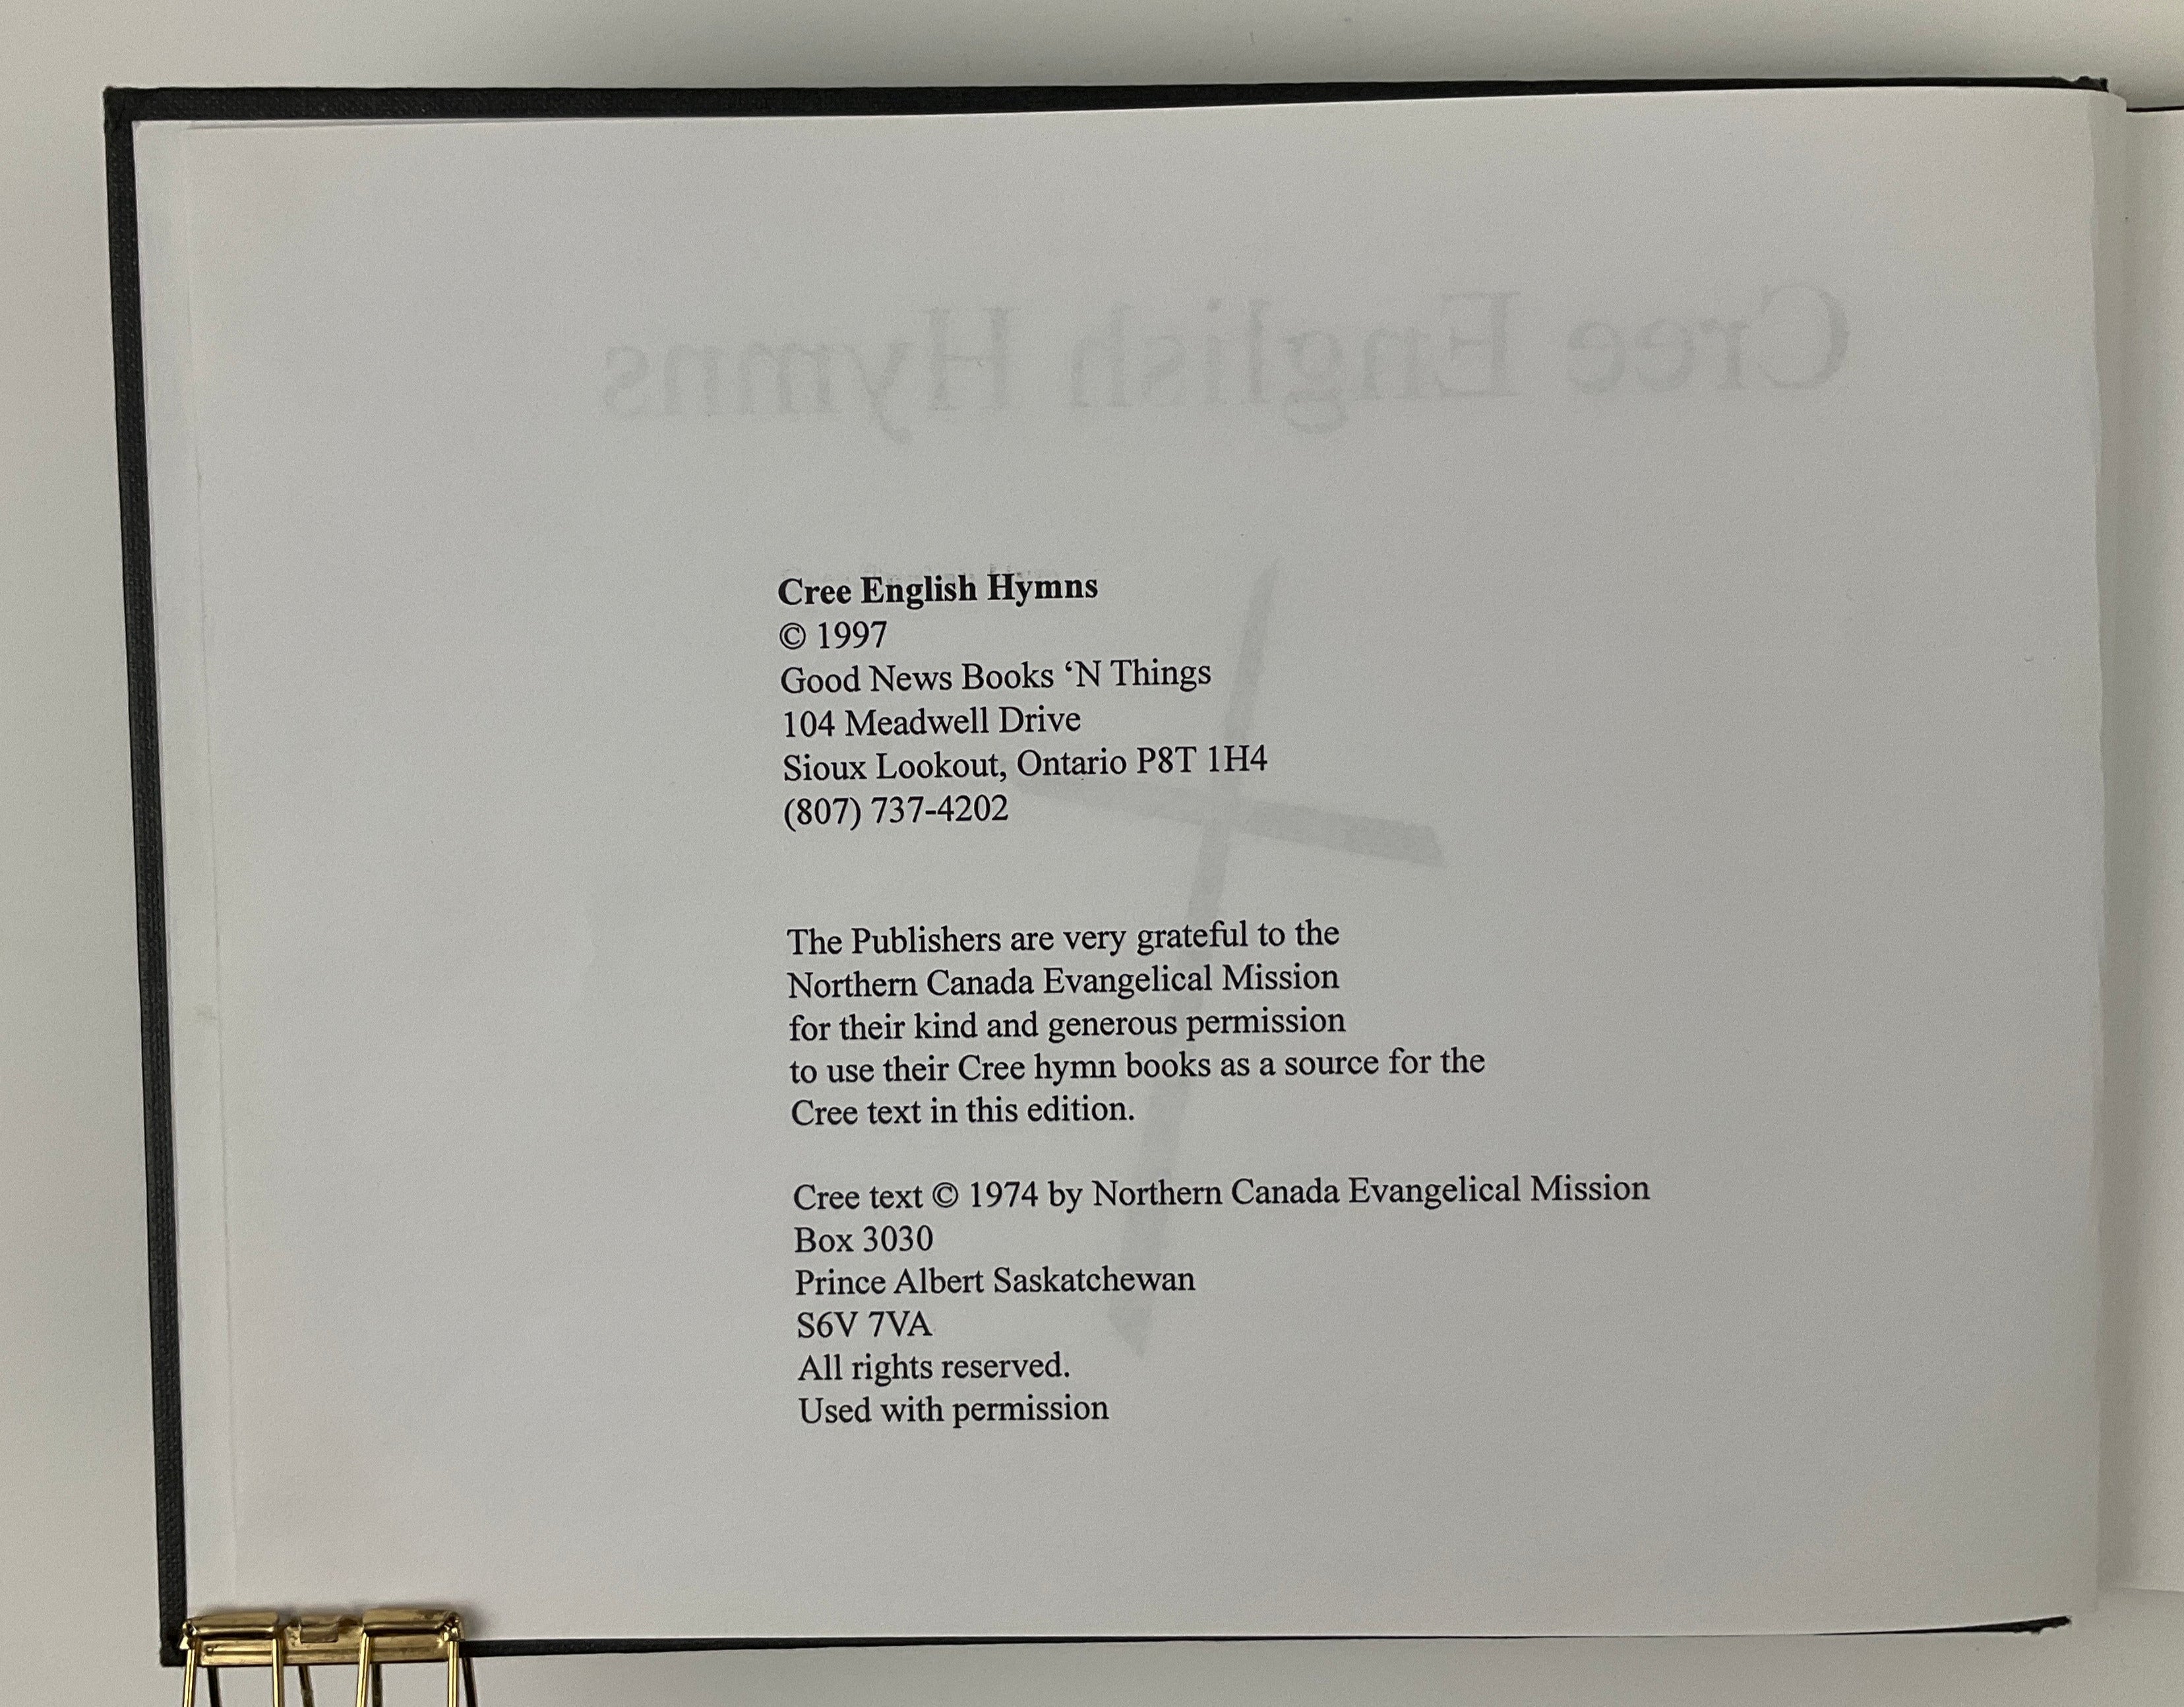 Cree English Hymns
Cree English Hymns
© 1997
Good News Books ‘N Things
104 Meadwell Drive
Sioux Lookout, Ontario P8T 1H4
(807) 737-4202
The Publishers are very grateful to the
Northern Canada Evangelical Mission
for their kind and generous permission
to use their Cree hymn books as a source for the
Cree text in this edition.
Cree text © 1974 by Northern Canada Evangelical Mission
Box 3030
Prince Albert Saskatchewan
S6V 7VA
All rights reserved.
Used with permission